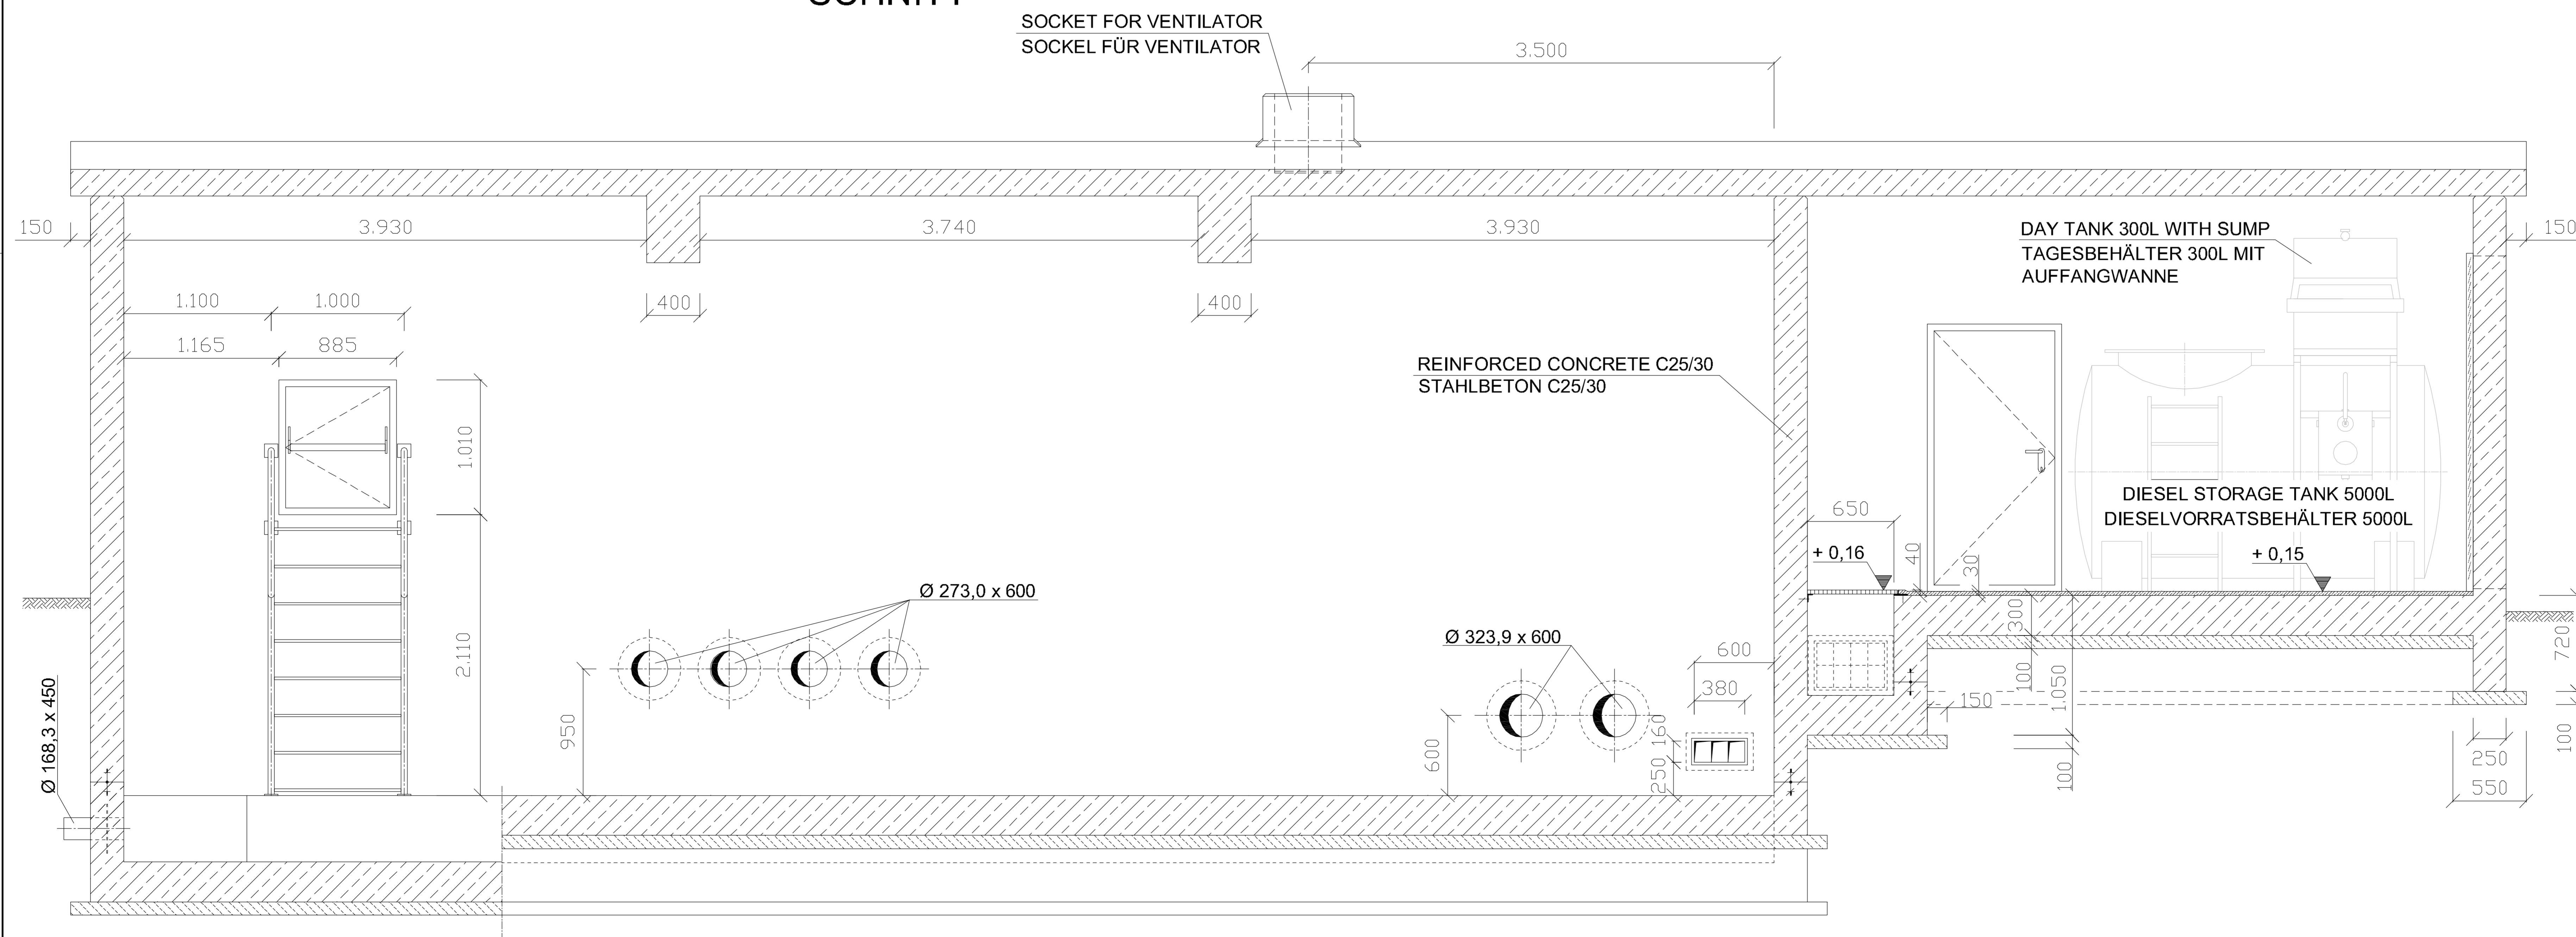 SCHNITT
SOCKET FOR VENTILATOR
SOCKEL FÜR VENTILATOR
3.500
150
3.930
3.740
3.930
150
DAY TANK 300L WITH SUMP
TAGESBEHÄLTER 300L MIT
AUFFANGWANNE
1.100
1.000
400
400
1.165
885
REINFORCED CONCRETE C25/30
STAHLBETON C25/30
1.010
DIESEL STORAGE TANK 5000L
DIESELVORRATSBEHÄLTER 5000L
650
+ 0,16
40
30
+ 0,15
Ø 273,0 x 600
300
2.110
Ø 323,9 x 600
600
720
380
100
1.050
150
Ø 168,3 x 450
950
600
160
250
100
250
100
550